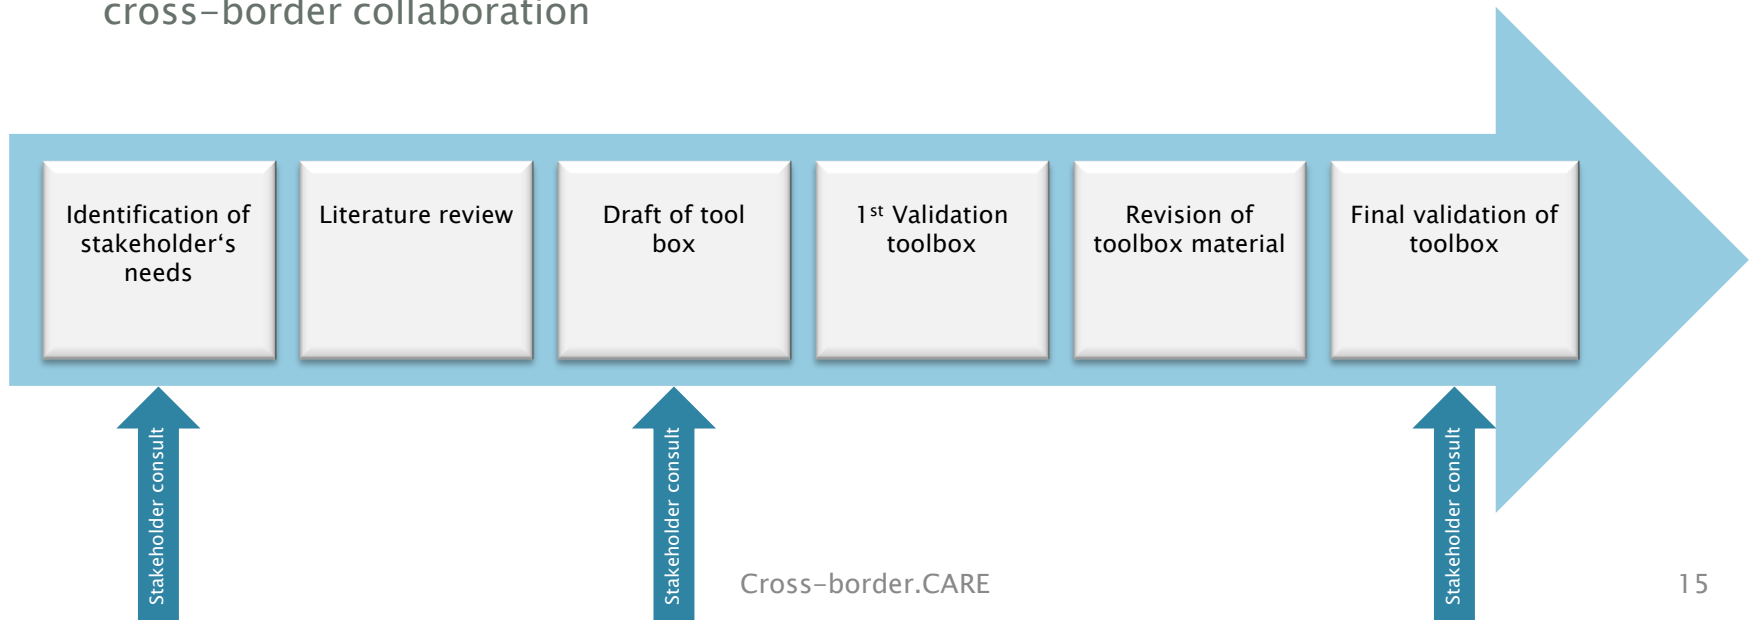 cross-border collaboration
Identification of
stakeholder‘s
needs
Literature review
Draft of tool
box
1st Validation
toolbox
Revision of
toolbox material
Final validation of
toolbox
Stakeholder consult
Stakeholder consult
Stakeholder consult
Cross-border.CARE
15